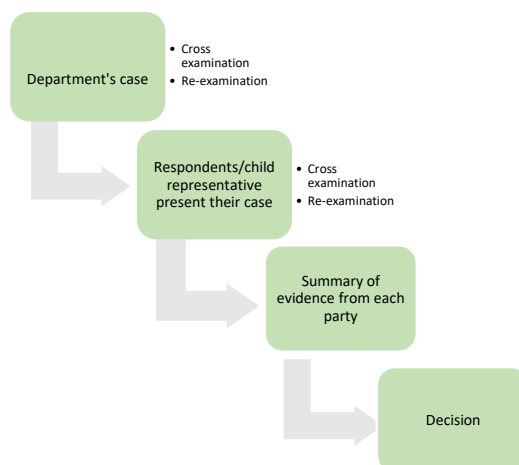 Department's case
• Cross
examination
• Re-examination
Respondents/child
representative
present their case
• Cross
examination
• Re-examination
Summary of
evidence from each
party
Decision